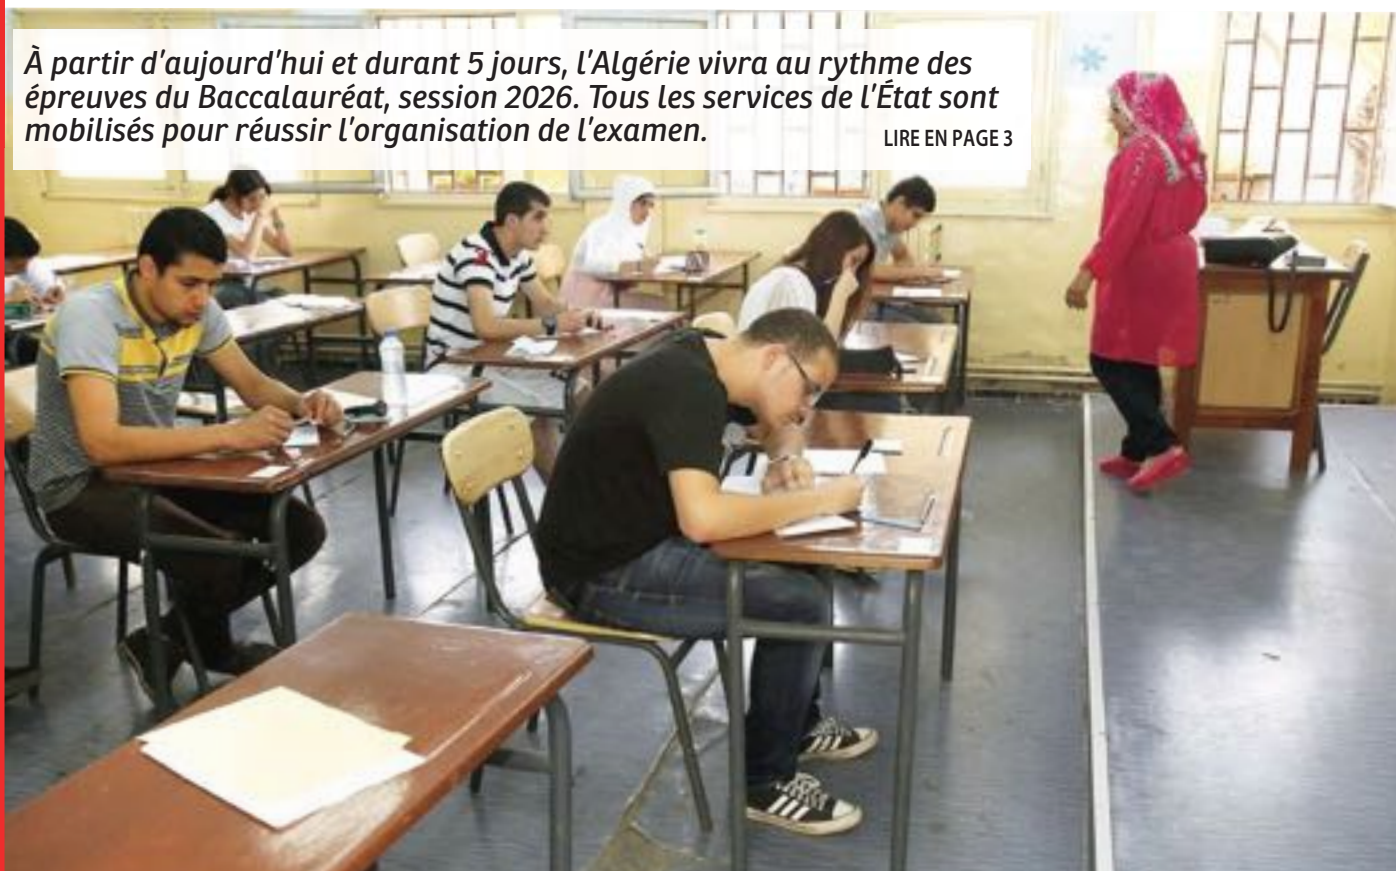 À partir d'aujourd'hui et durant 5 jours, l'Algérie vivra au rythme des
épreuves du Baccalauréat, session 2026. Tous les services de l'État sont
mobilisés pour réussir l'organisation de l'examen.
LIRE EN PAGE 3